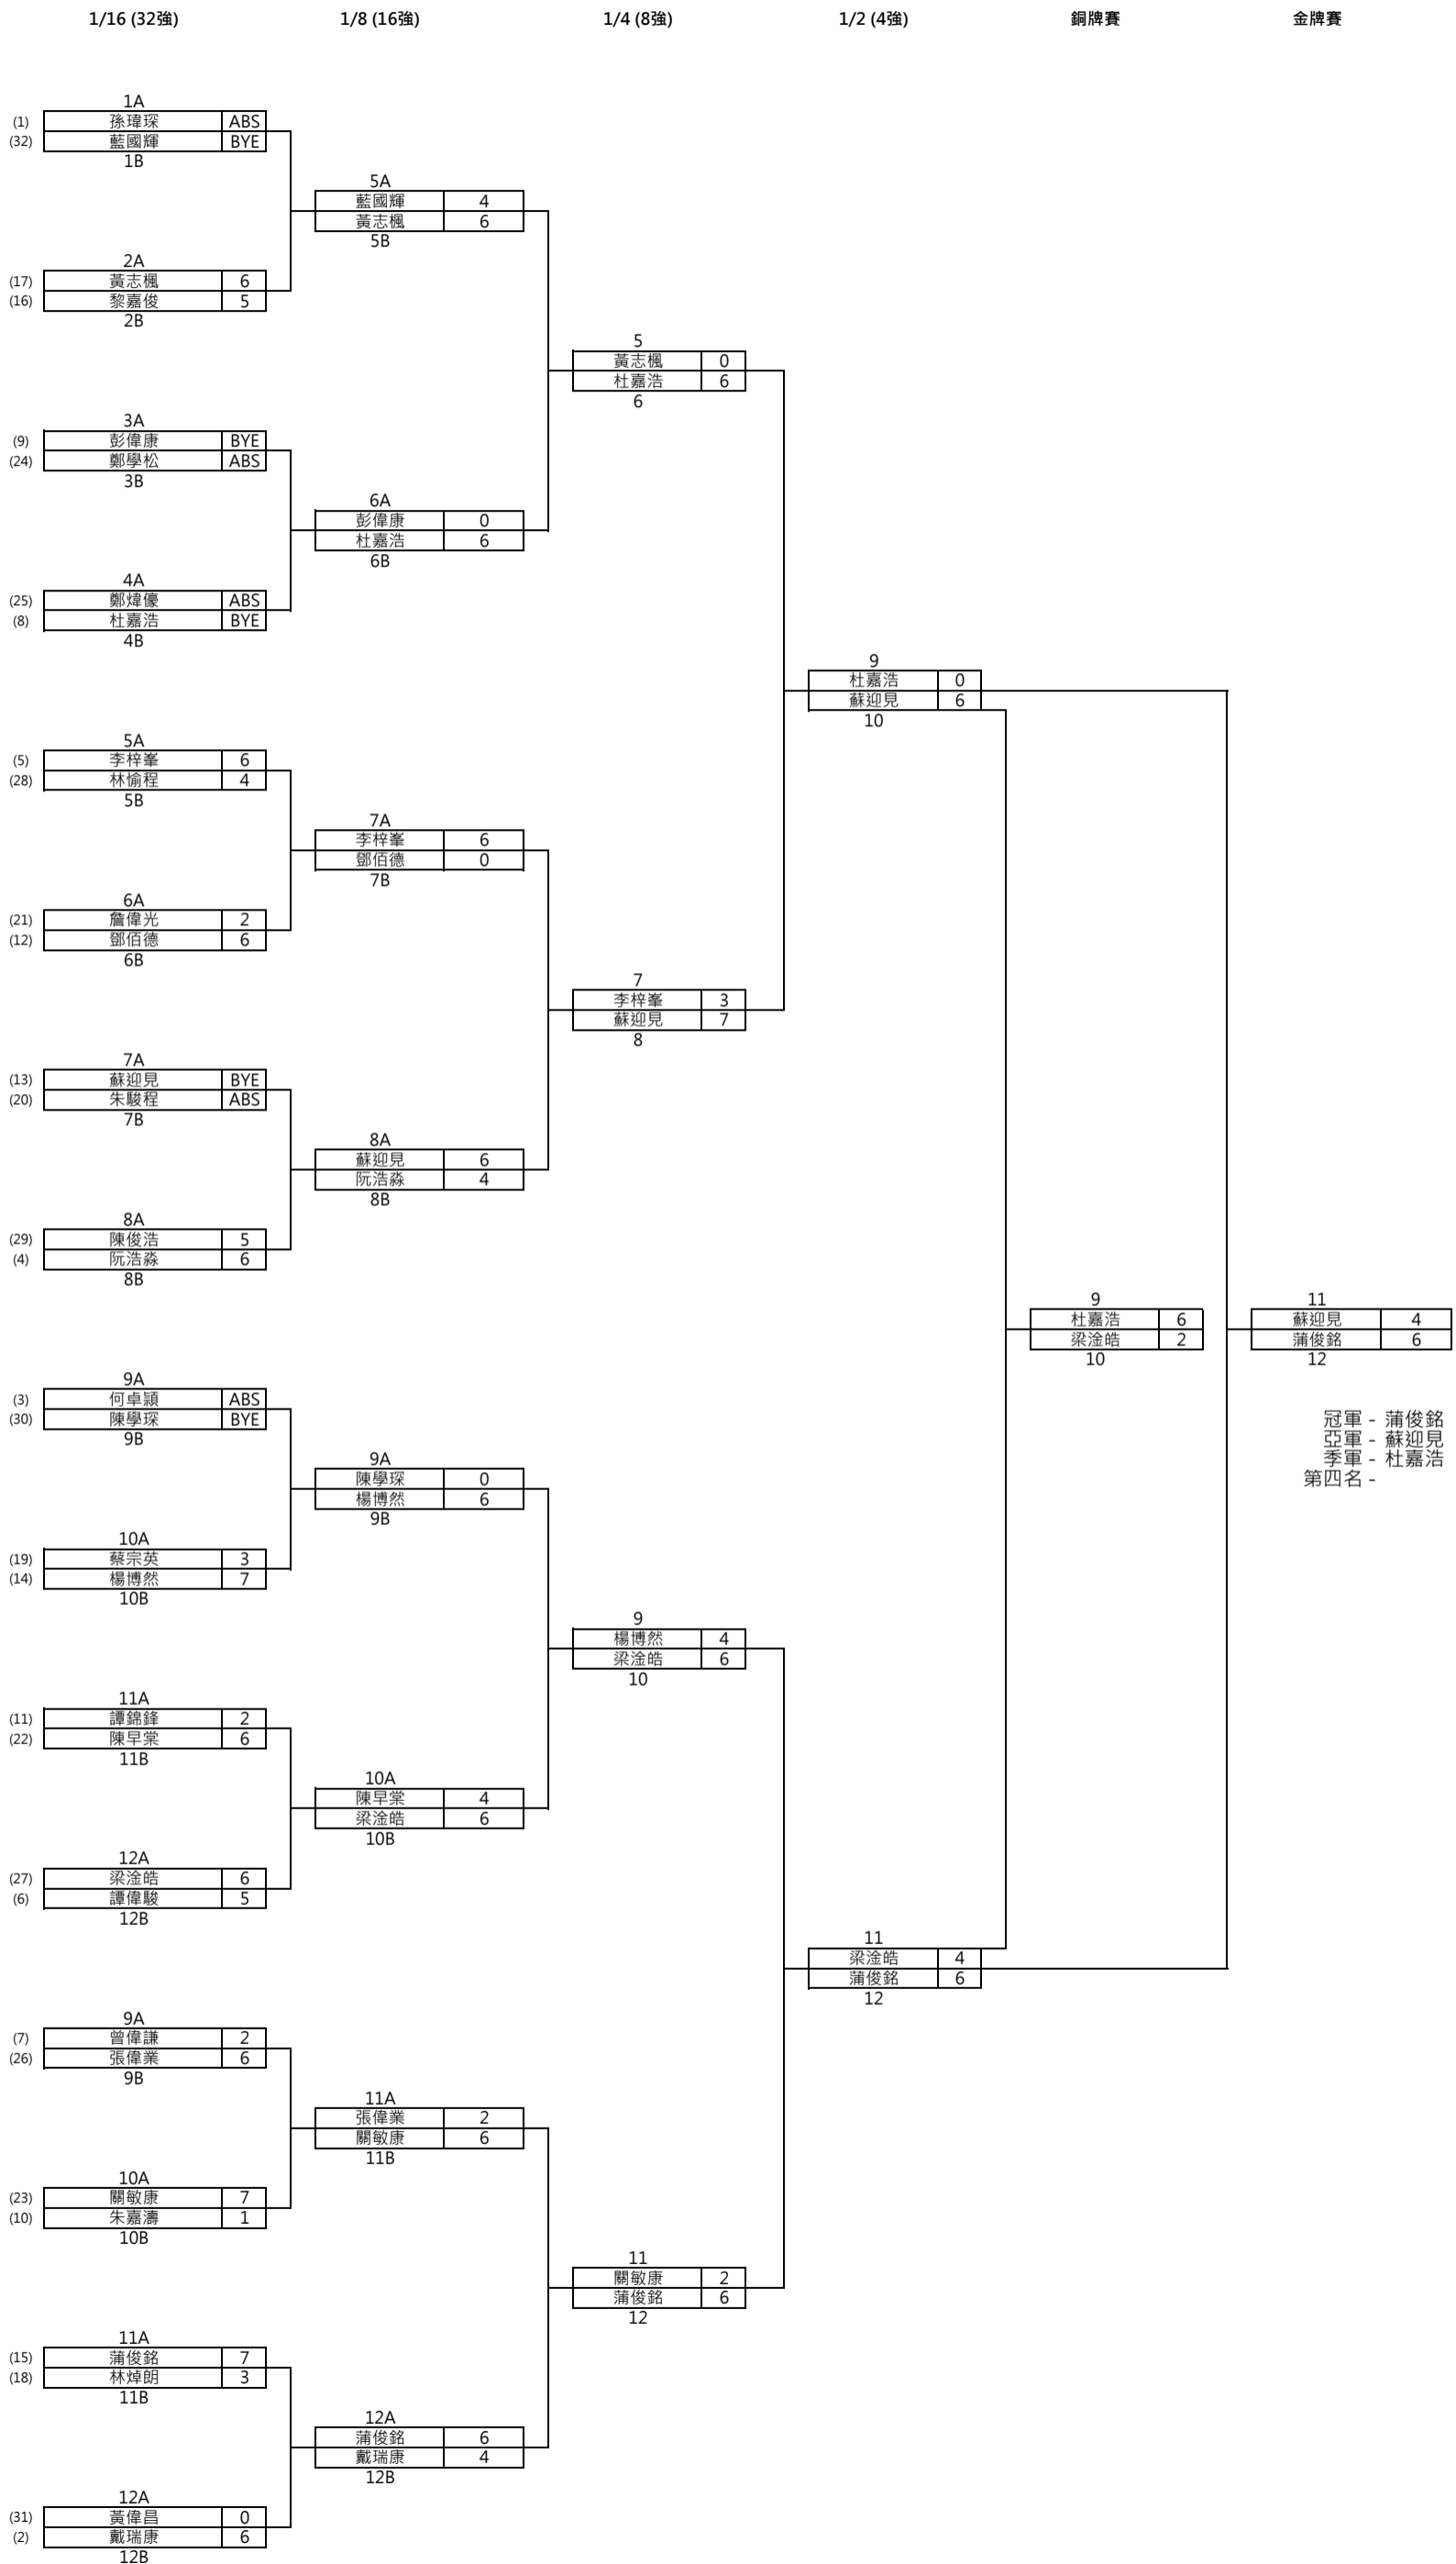 1/16 (32強) 1/8 (16強) 1/4 (8強) 1/2 (4強) 銅牌賽 金牌賽
1A
(1) 孫瑋琛 ABS
(32) 藍國輝 BYE
1B
5A
藍國輝 4
黃志楓 6
5B
2A
(17) 黃志楓 6
(16) 黎嘉俊 5
2B
5
黃志楓 0
杜嘉浩 6
6
3A
(9) 彭偉康 BYE
(24) 鄭學松 ABS
3B
6A
彭偉康 0
杜嘉浩 6
6B
4A
(25) 鄭煒儫 ABS
(8) 杜嘉浩 BYE
4B
9
杜嘉浩 0
蘇迎見 6
10
5A
(5) 李梓峯 6
(28) 林愉程 4
5B
7A
李梓峯 6
鄧佰德 0
7B
6A
(21) 詹偉光 2
(12) 鄧佰德 6
6B
7
李梓峯 3
蘇迎見 7
8
7A
(13) 蘇迎見 BYE
(20) 朱駿程 ABS
7B
8A
蘇迎見 6
阮浩淼 4
8B
8A
(29) 陳俊浩 5
(4) 阮浩淼 6
8B
9
杜嘉浩 6
梁淦皓 2
10
11
蘇迎見 4
蒲俊銘 6
12
冠軍 - 蒲俊銘
亞軍 - 蘇迎見
季軍 - 杜嘉浩
第四名 -
9A
(3) 何卓潁 ABS
(30) 陳學琛 BYE
9B
9A
陳學琛 0
楊博然 6
9B
10A
(19) 蔡宗英 3
(14) 楊博然 7
10B
9
楊博然 4
梁淦皓 6
10
11A
(11) 譚錦鋒 2
(22) 陳早棠 6
11B
10A
陳早棠 4
梁淦皓 6
10B
12A
(27) 梁淦皓 6
(6) 譚偉駿 5
12B
11
梁淦皓 4
蒲俊銘 6
12
9A
(7) 曾偉謙 2
(26) 張偉業 6
9B
11A
張偉業 2
關敏康 6
11B
10A
(23) 關敏康 7
(10) 朱嘉濤 1
10B
11
關敏康 2
蒲俊銘 6
12
11A
(15) 蒲俊銘 7
(18) 林焯朗 3
11B
12A
蒲俊銘 6
戴瑞康 4
12B
12A
(31) 黃偉昌 0
(2) 戴瑞康 6
12B